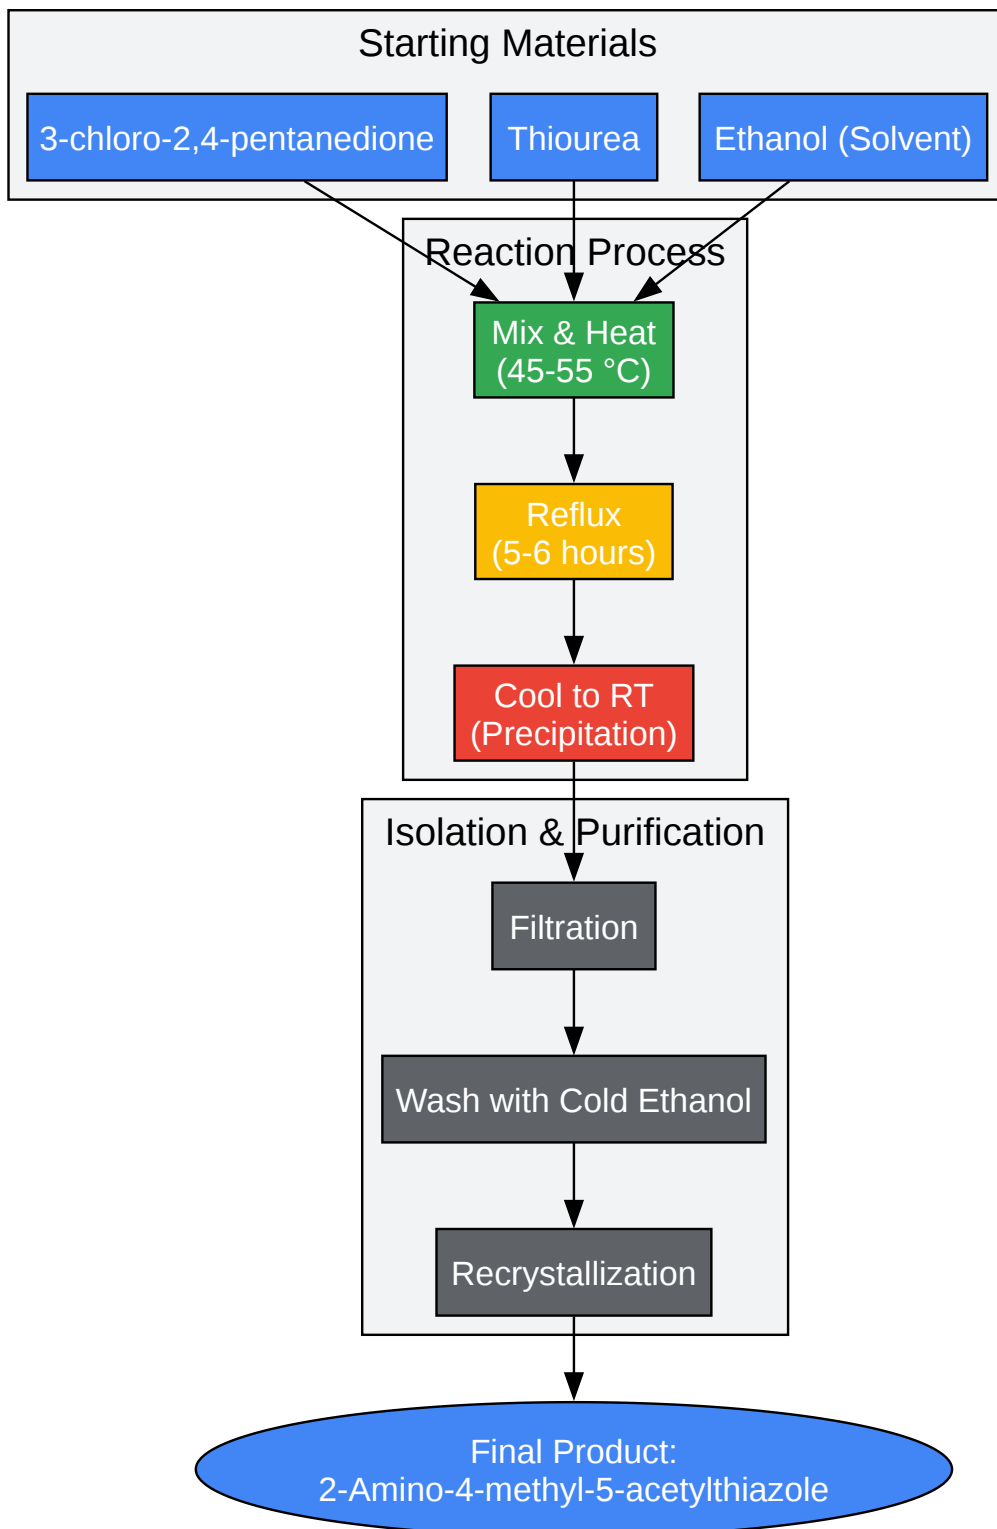 Starting Materials
3-chloro-2,4-pentanedione
Thiourea
Ethanol (Solvent)
Reaction Process
Mix & Heat
(45-55 °C)
Reflux
(5-6 hours)
Cool to RT
(Precipitation)
Isolation & Purification
Filtration
Wash with Cold Ethanol
Recrystallization
Final Product:
2-Amino-4-methyl-5-acetylthiazole